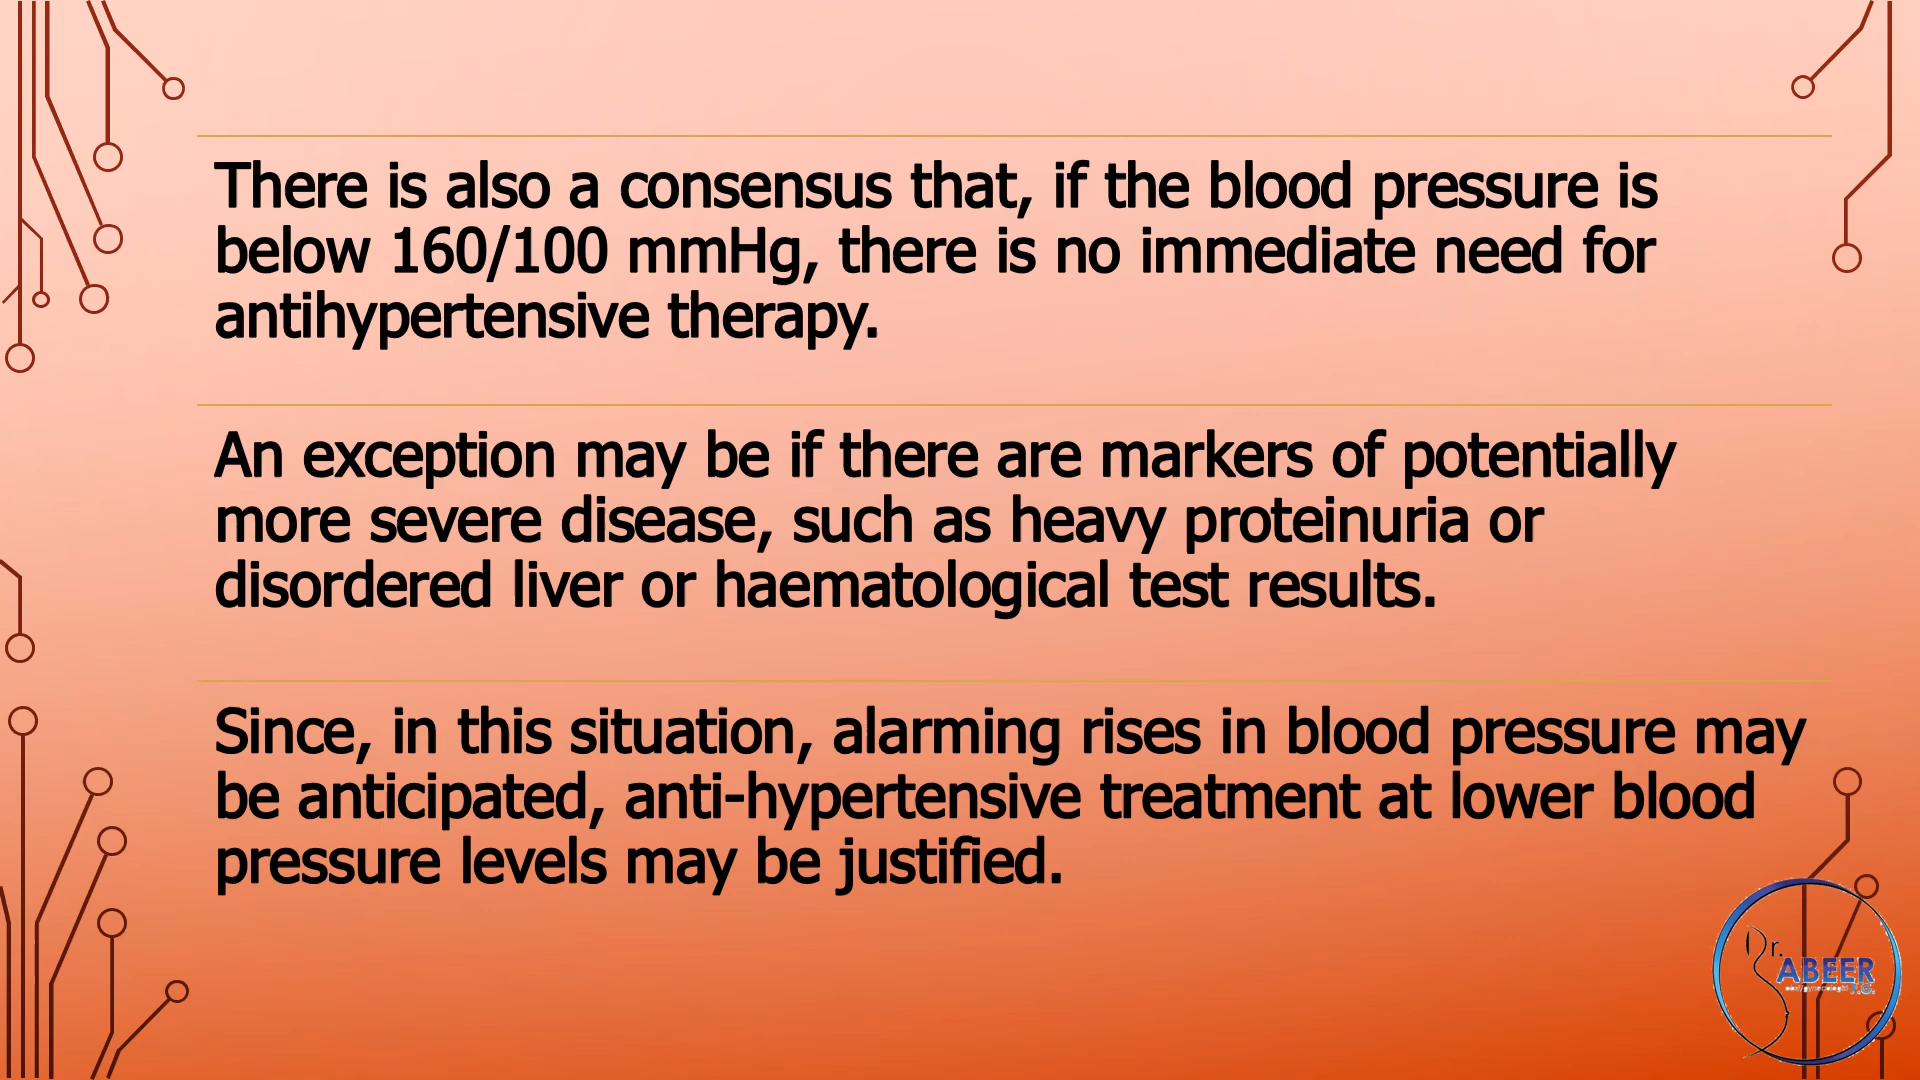 There is also a consensus that, if the blood pressure is
below 160/100 mmHg, there is no immediate need for
antihypertensive therapy.
An exception may be if there are markers of potentially
more severe disease, such as heavy proteinuria or
disordered liver or haematological test results.
Since, in this situation, alarming rises in blood pressure may
be anticipated, anti-hypertensive treatment at lower blood
pressure levels may be justified.
Dr.
ABEER
F.G.